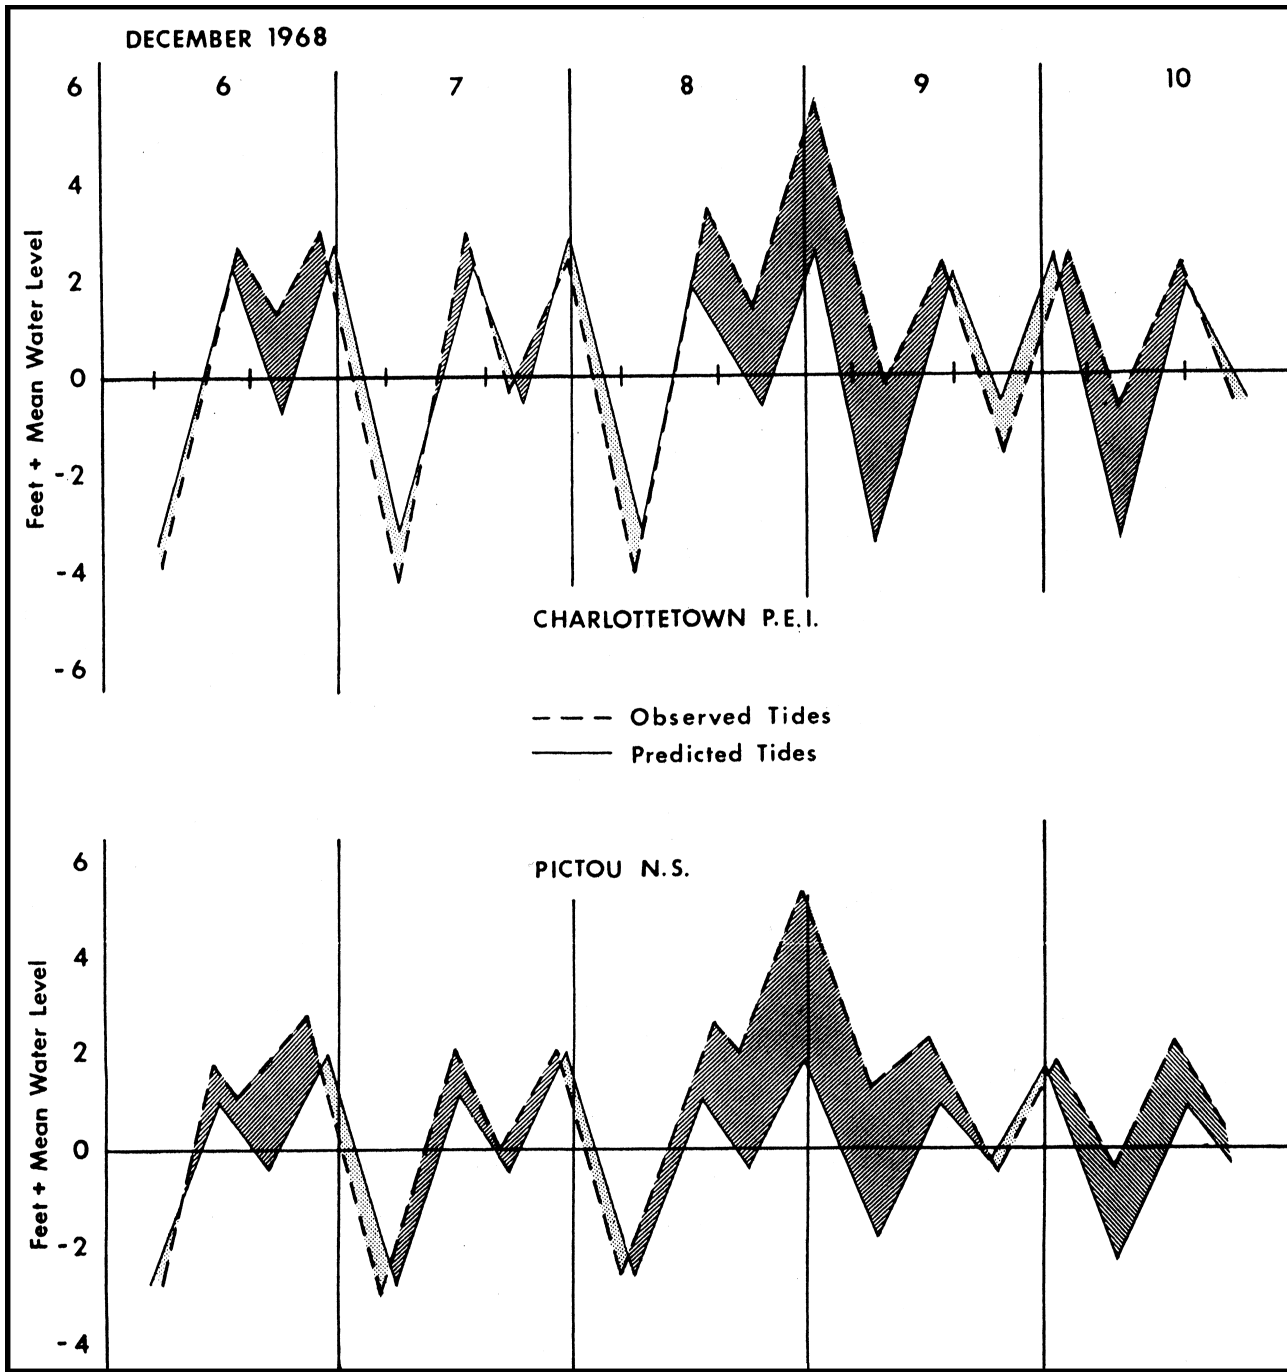 DECEMBER 1968
6 7 8 9 10
6
4
2
0
-2
-4
-6
Feet + Mean Water Level
CHARLOTTETOWN P.E.I.
Observed Tides
Predicted Tides
PICTOU N.S.
6
4
2
0
-2
-4
Feet + Mean Water Level